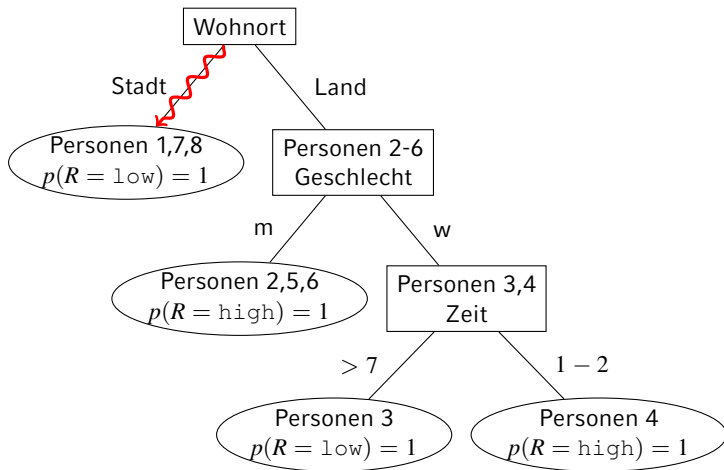 Wohnort
Stadt
Land
Personen 1,7,8
p(R = low) = 1
Personen 2-6
Geschlecht
m
w
Personen 2,5,6
p(R = high) = 1
Personen 3,4
Zeit
> 7
1 − 2
Personen 3
p(R = low) = 1
Personen 4
p(R = high) = 1